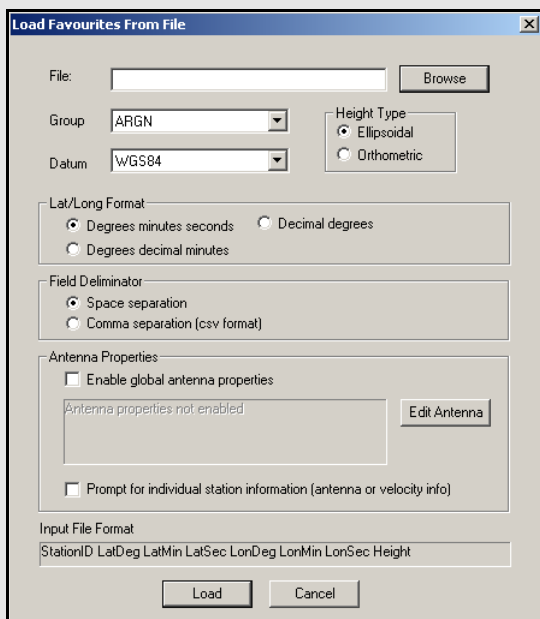 Load Favourites From File
File:
Browse
Group
ARGN
Height Type
Ellipsoidal
Orthometric
Datum
WGS84
Lat/Long Format
Degrees minutes seconds
Decimal degrees
Degrees decimal minutes
Field Deliminator
Space separation
Comma separation (csv format)
Antenna Properties
Enable global antenna properties
Antenna properties not enabled
Edit Antenna
Prompt for individual station information (antenna or velocity info)
Input File Format
StationID LatDeg LatMin LatSec LonDeg LonMin LonSec Height
Load
Cancel